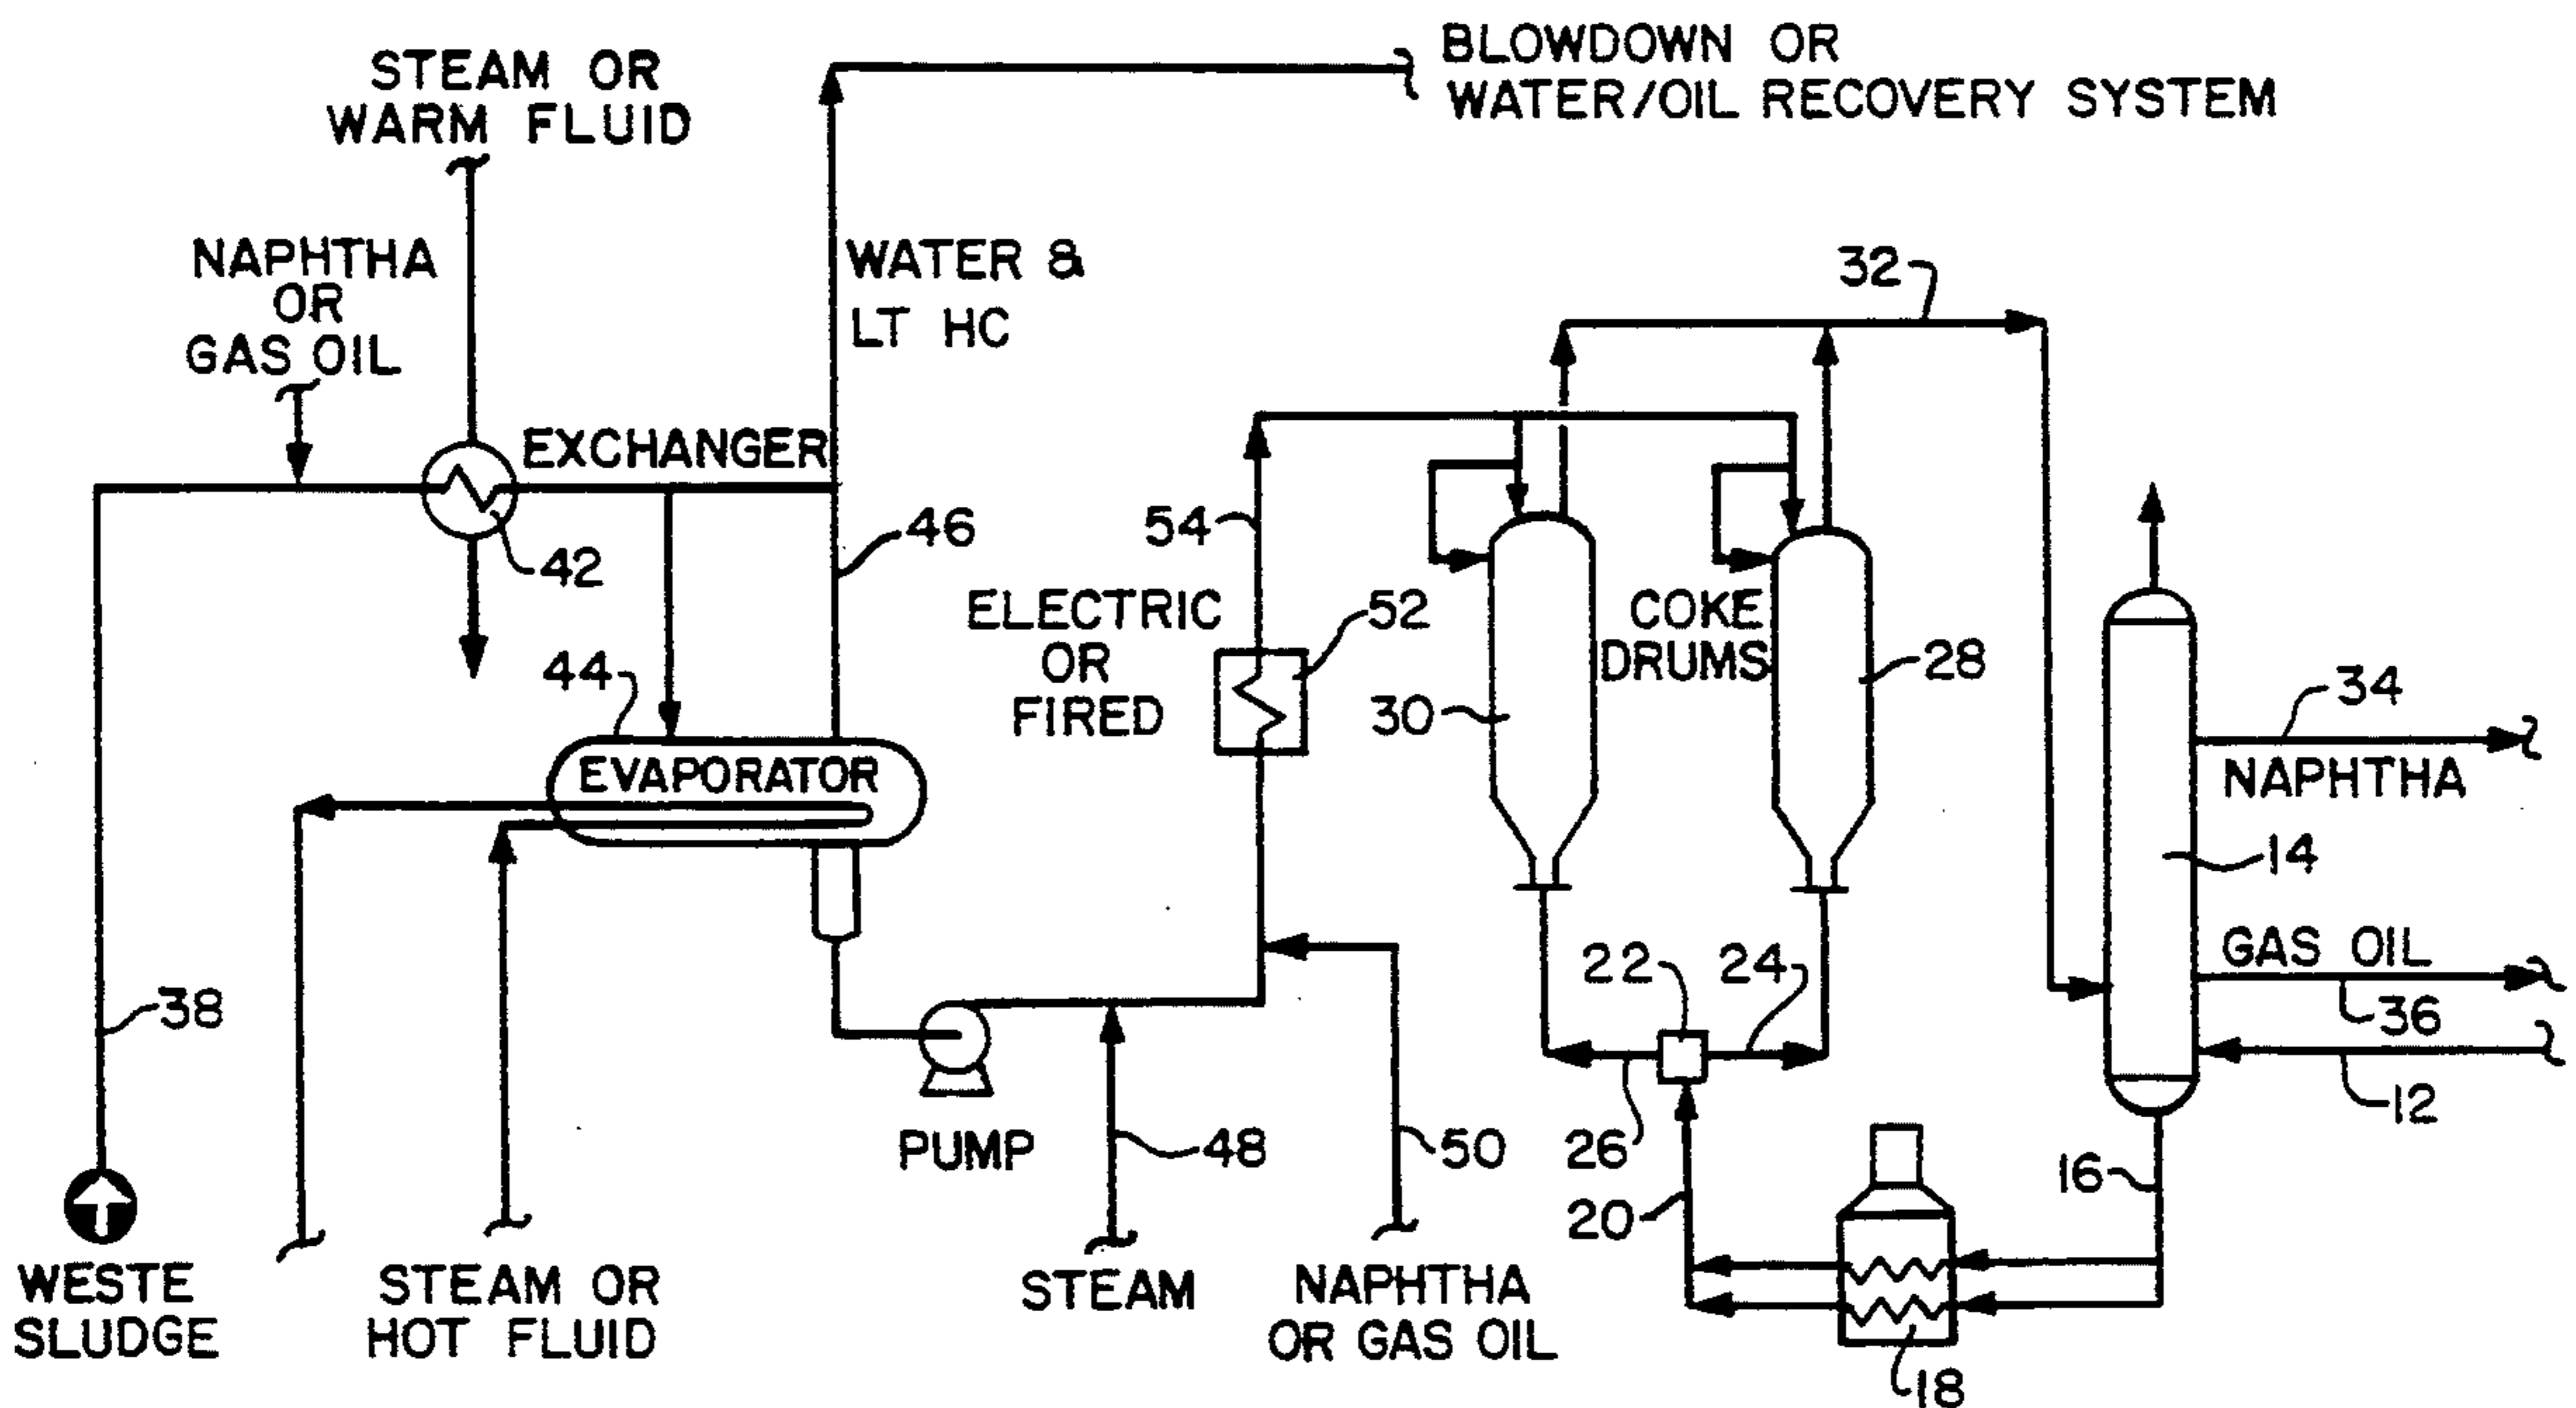 BLOWDOWN OR
WATER/OIL RECOVERY SYSTEM
STEAM OR
WARM FLUID
NAPHTHA
OR
GAS OIL
WATER &
LT HC
32
EXCHANGER
42
46
54
ELECTRIC
OR
FIRED
52
COKE
DRUMS
30
28
44
EVAPORATOR
34
NAPHTHA
14
GAS OIL
36
12
22
24
26
38
PUMP
48
50
20
16
18
WESTE
SLUDGE
STEAM OR
HOT FLUID
STEAM
NAPHTHA
OR GAS OIL